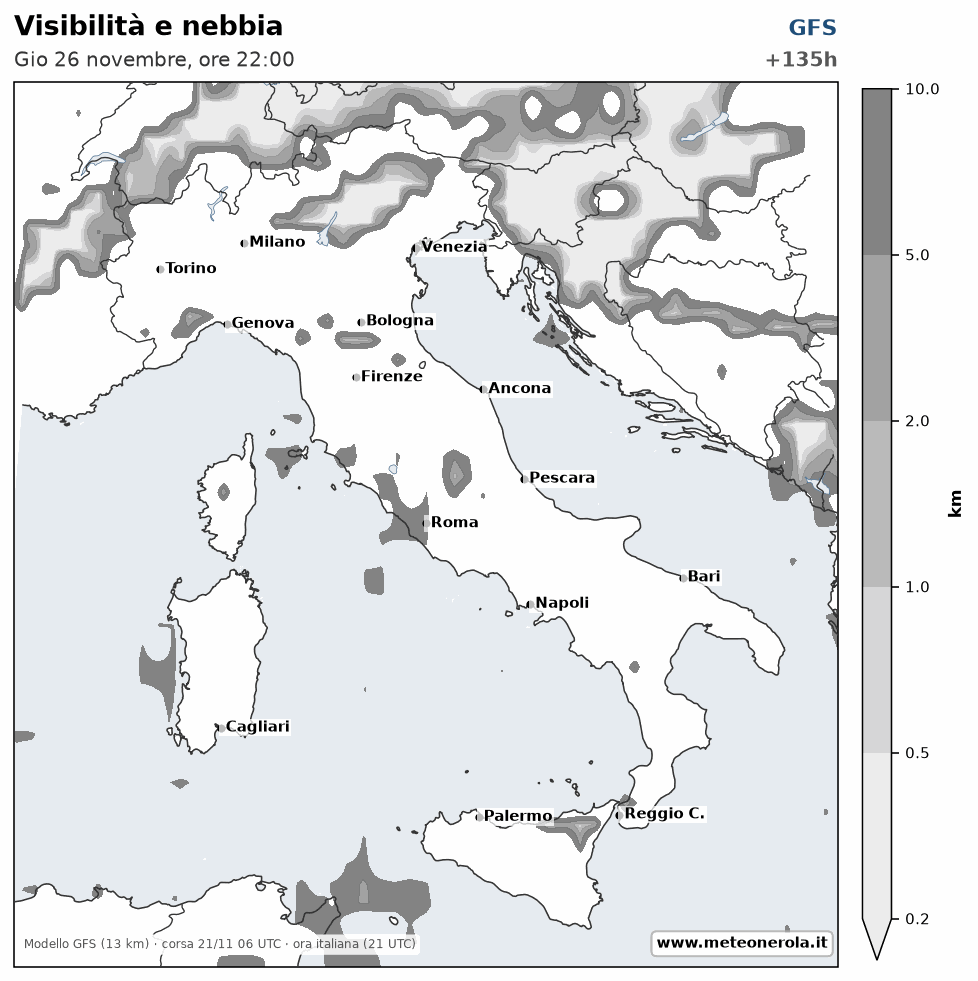 Visibilità e nebbia
GFS
Gio 26 novembre, ore 22:00
+135h
10.0
5.0
2.0
1.0
0.5
0.2
km
Milano
Venezia
Torino
Genova
Bologna
Firenze
Ancona
Pescara
Roma
Bari
Napoli
Cagliari
Palermo
Reggio C.
Modello GFS (13 km) · corsa 21/11 06 UTC · ora italiana (21 UTC)
www.meteonerola.it